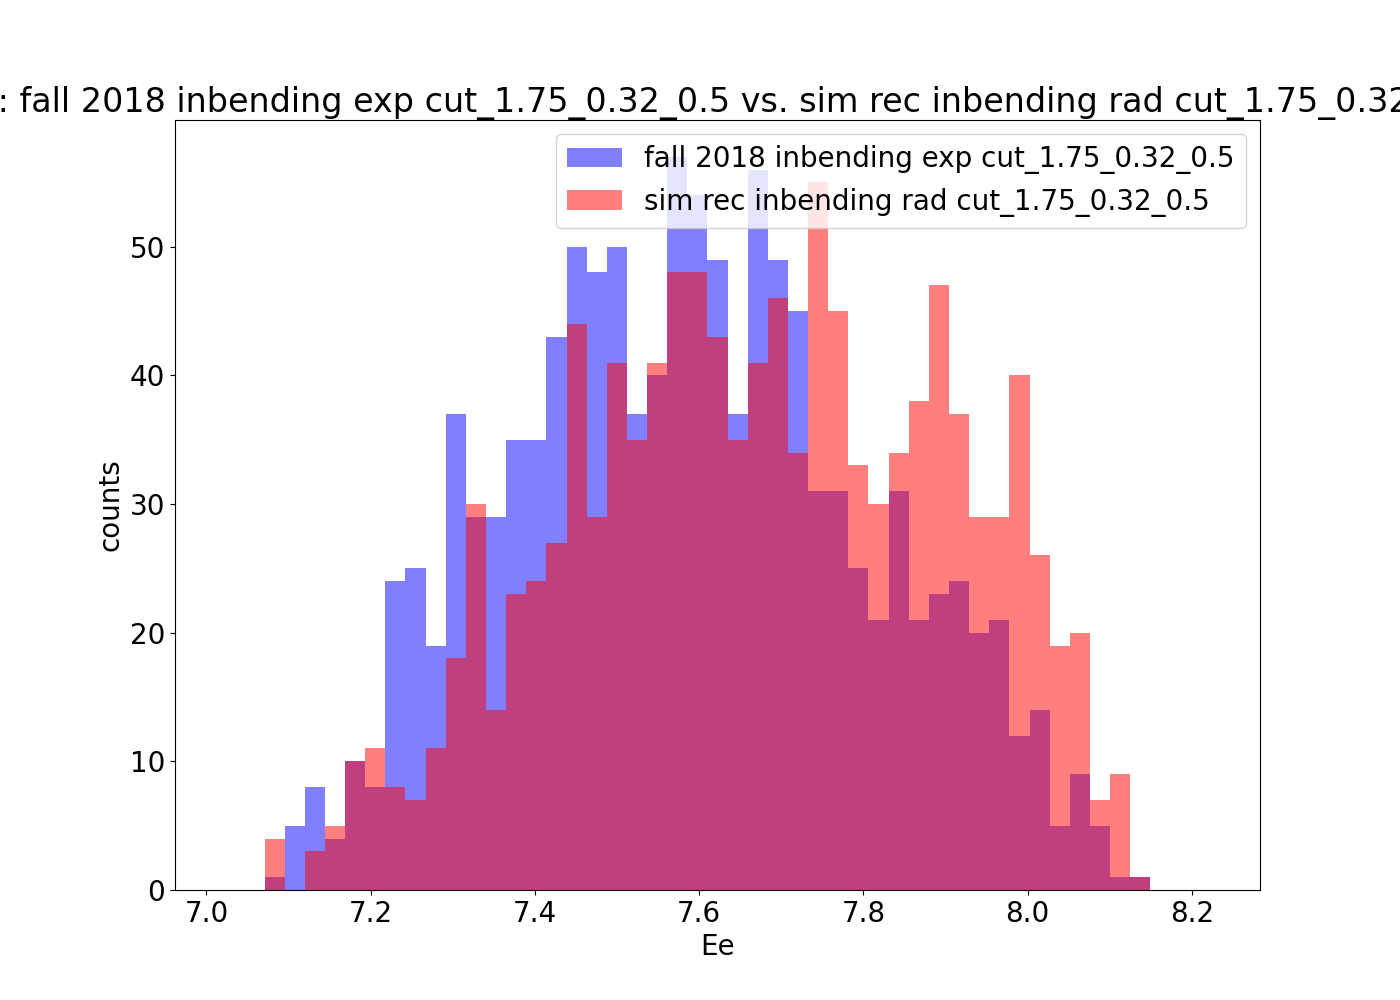 : fall 2018 inbending exp cut_1.75_0.32_0.5 vs. sim rec inbending rad cut_1.75_0.32
fall 2018 inbending exp cut_1.75_0.32_0.5
sim rec inbending rad cut_1.75_0.32_0.5
50
40
30
20
10
0
counts
7.0 7.2 7.4 7.6 7.8 8.0 8.2
Ee